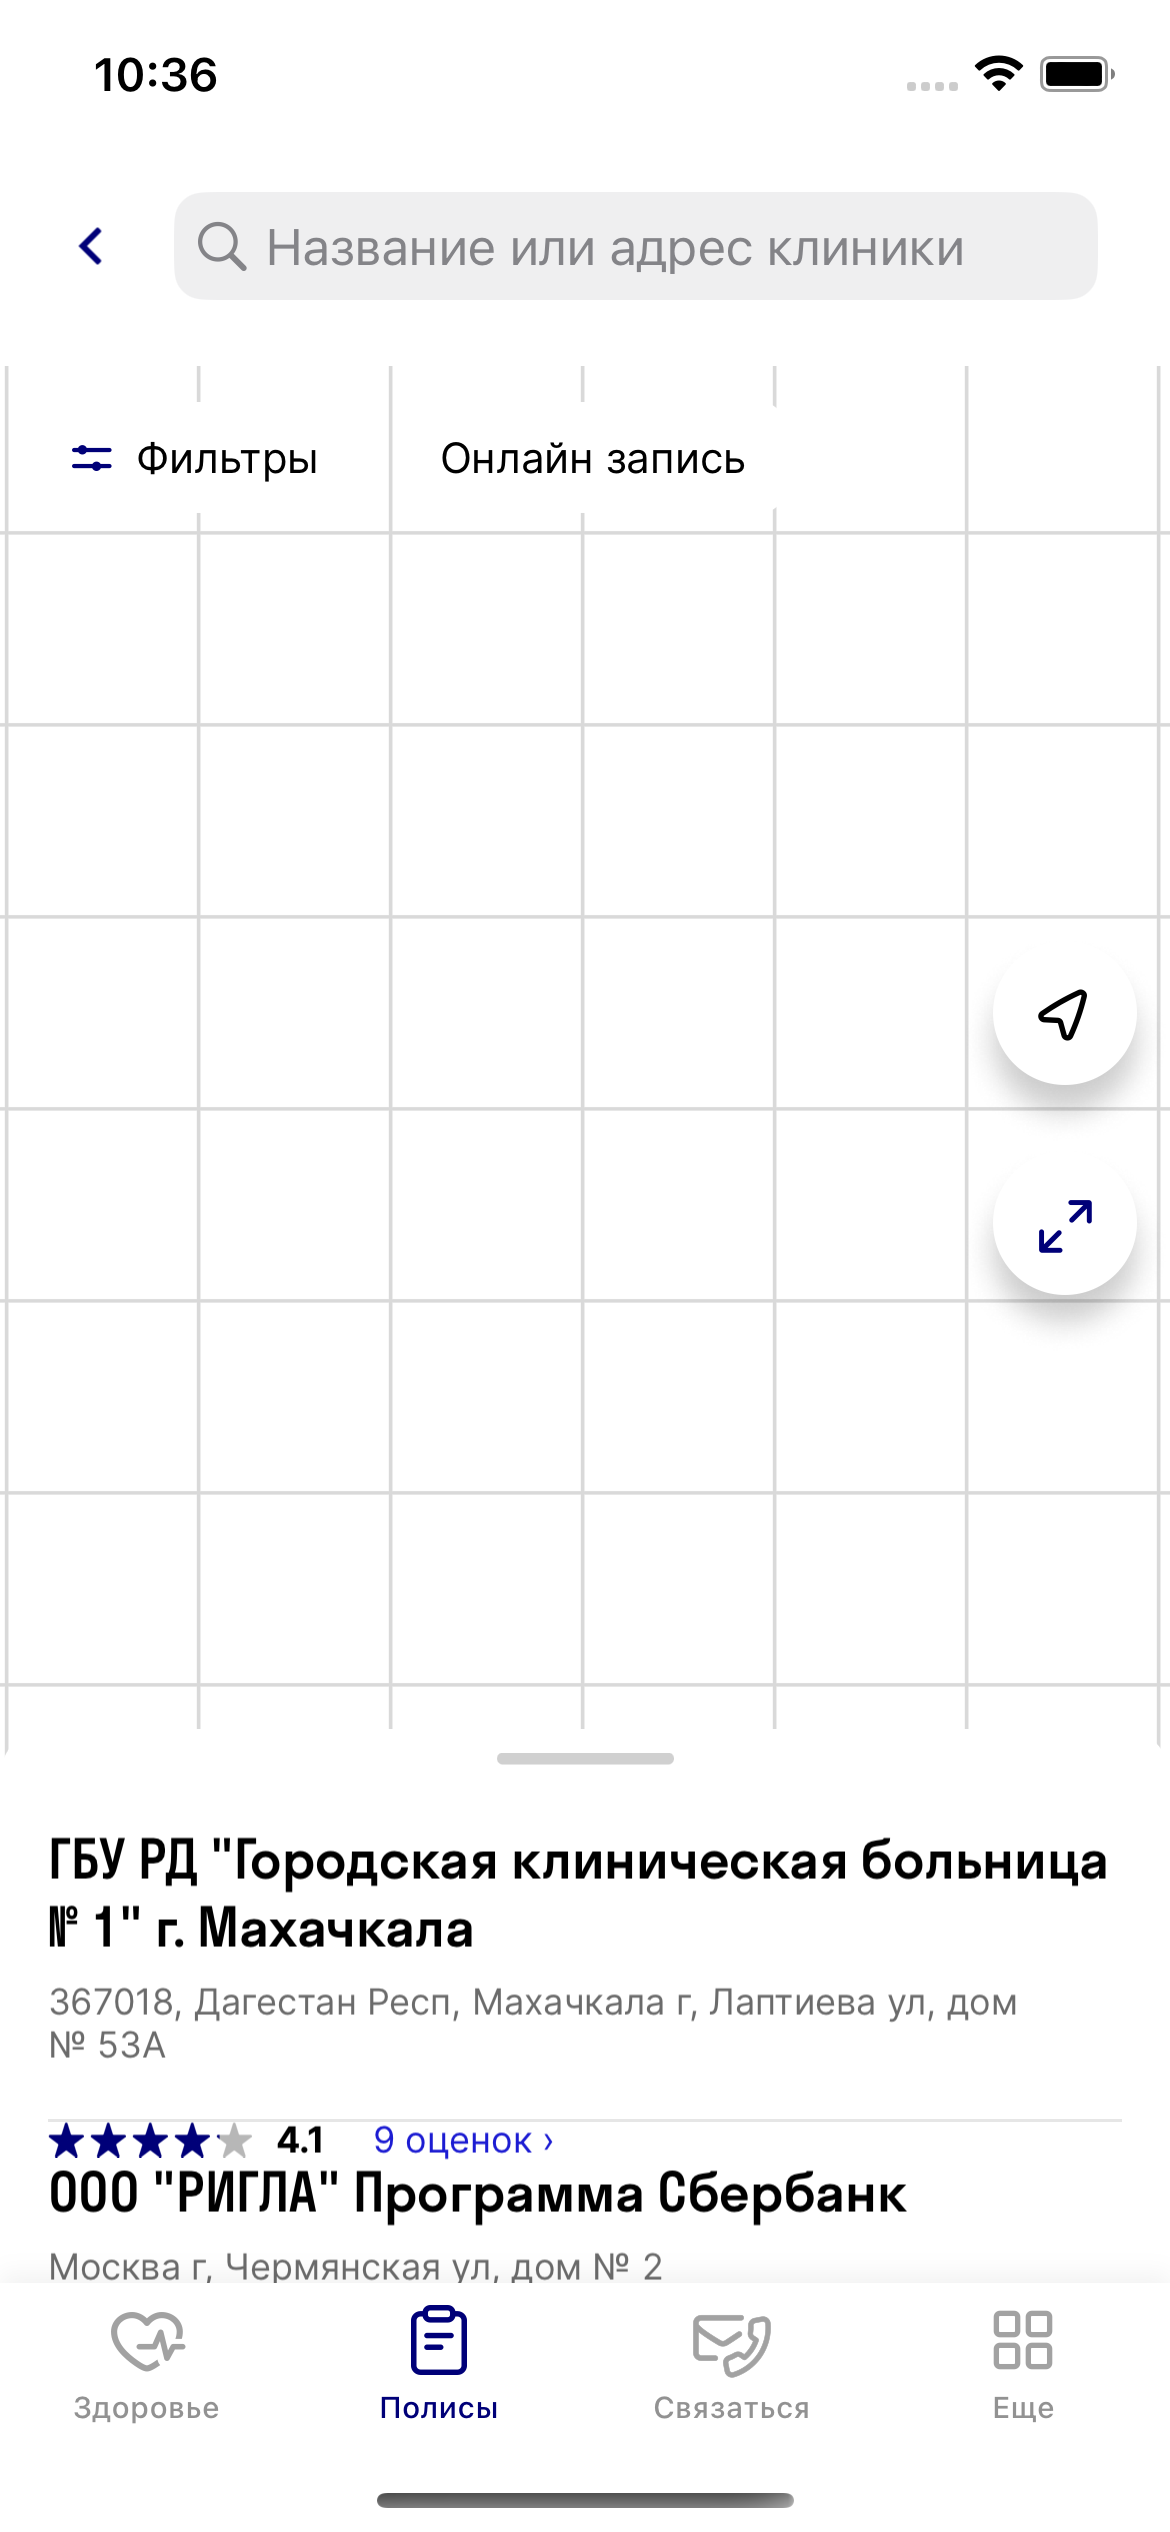 10:36
Название или адрес клиники
Фильтры
Онлайн запись
ГБУ РД "Городская клиническая больница
№ 1" г. Махачкала
367018, Дагестан Респ, Махачкала г, Лаптиева ул, дом
№ 53А
4.1 9 оценок ›
ООО "РИГЛА" Программа Сбербанк
Москва г, Чермянская ул, дом № 2
Здоровье
Полисы
Связаться
Еще